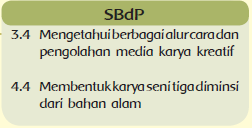 SBdP
3.4 Mengetahui berbagai alur cara dan
pengolahan media karya kreatif
4.4 Membentuk karya seni tiga diminsi
dari bahan alam